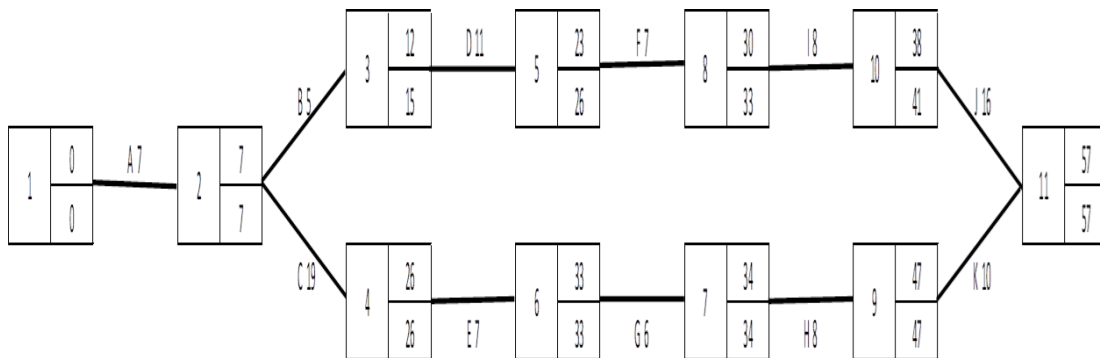 12 23 30 38
D 11 F 7 I 8
3 5 8 10
15 26 33 41
B 5 J 16
0 7 57
A 7
1 2 11
0 7 57
C 19 K 10
26 33 34 47
4 6 7 9
26 33 34 47
E 7 G 6 H 8